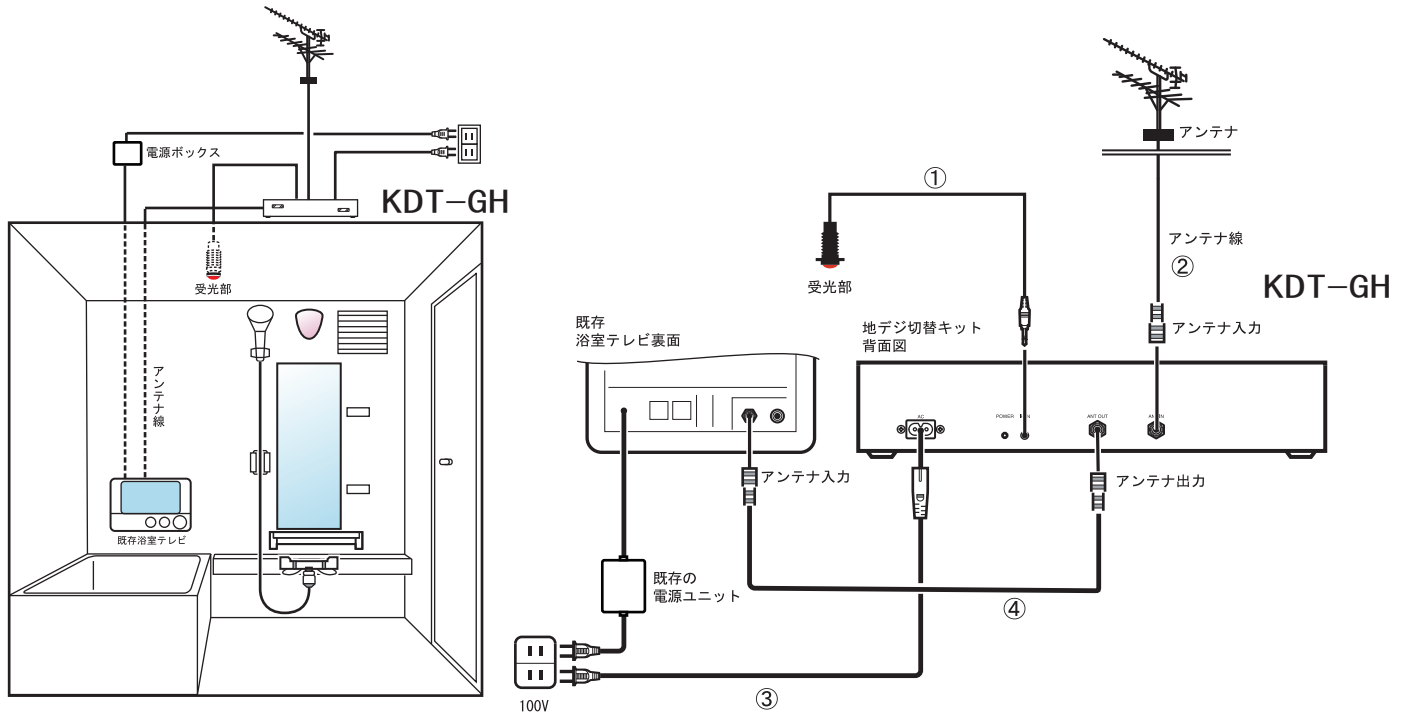 電源ボックス
KDT-GH
受光部
アンテナ線
既存浴室テレビ
①
受光部
アンテナ
アンテナ線
②
KDT-GH
アンテナ入力
既存
浴室テレビ裏面
地デジ切替キット
背面図
AC
POWER
ANT OUT
アンテナ入力
アンテナ出力
既存の
電源ユニット
④
100V
③